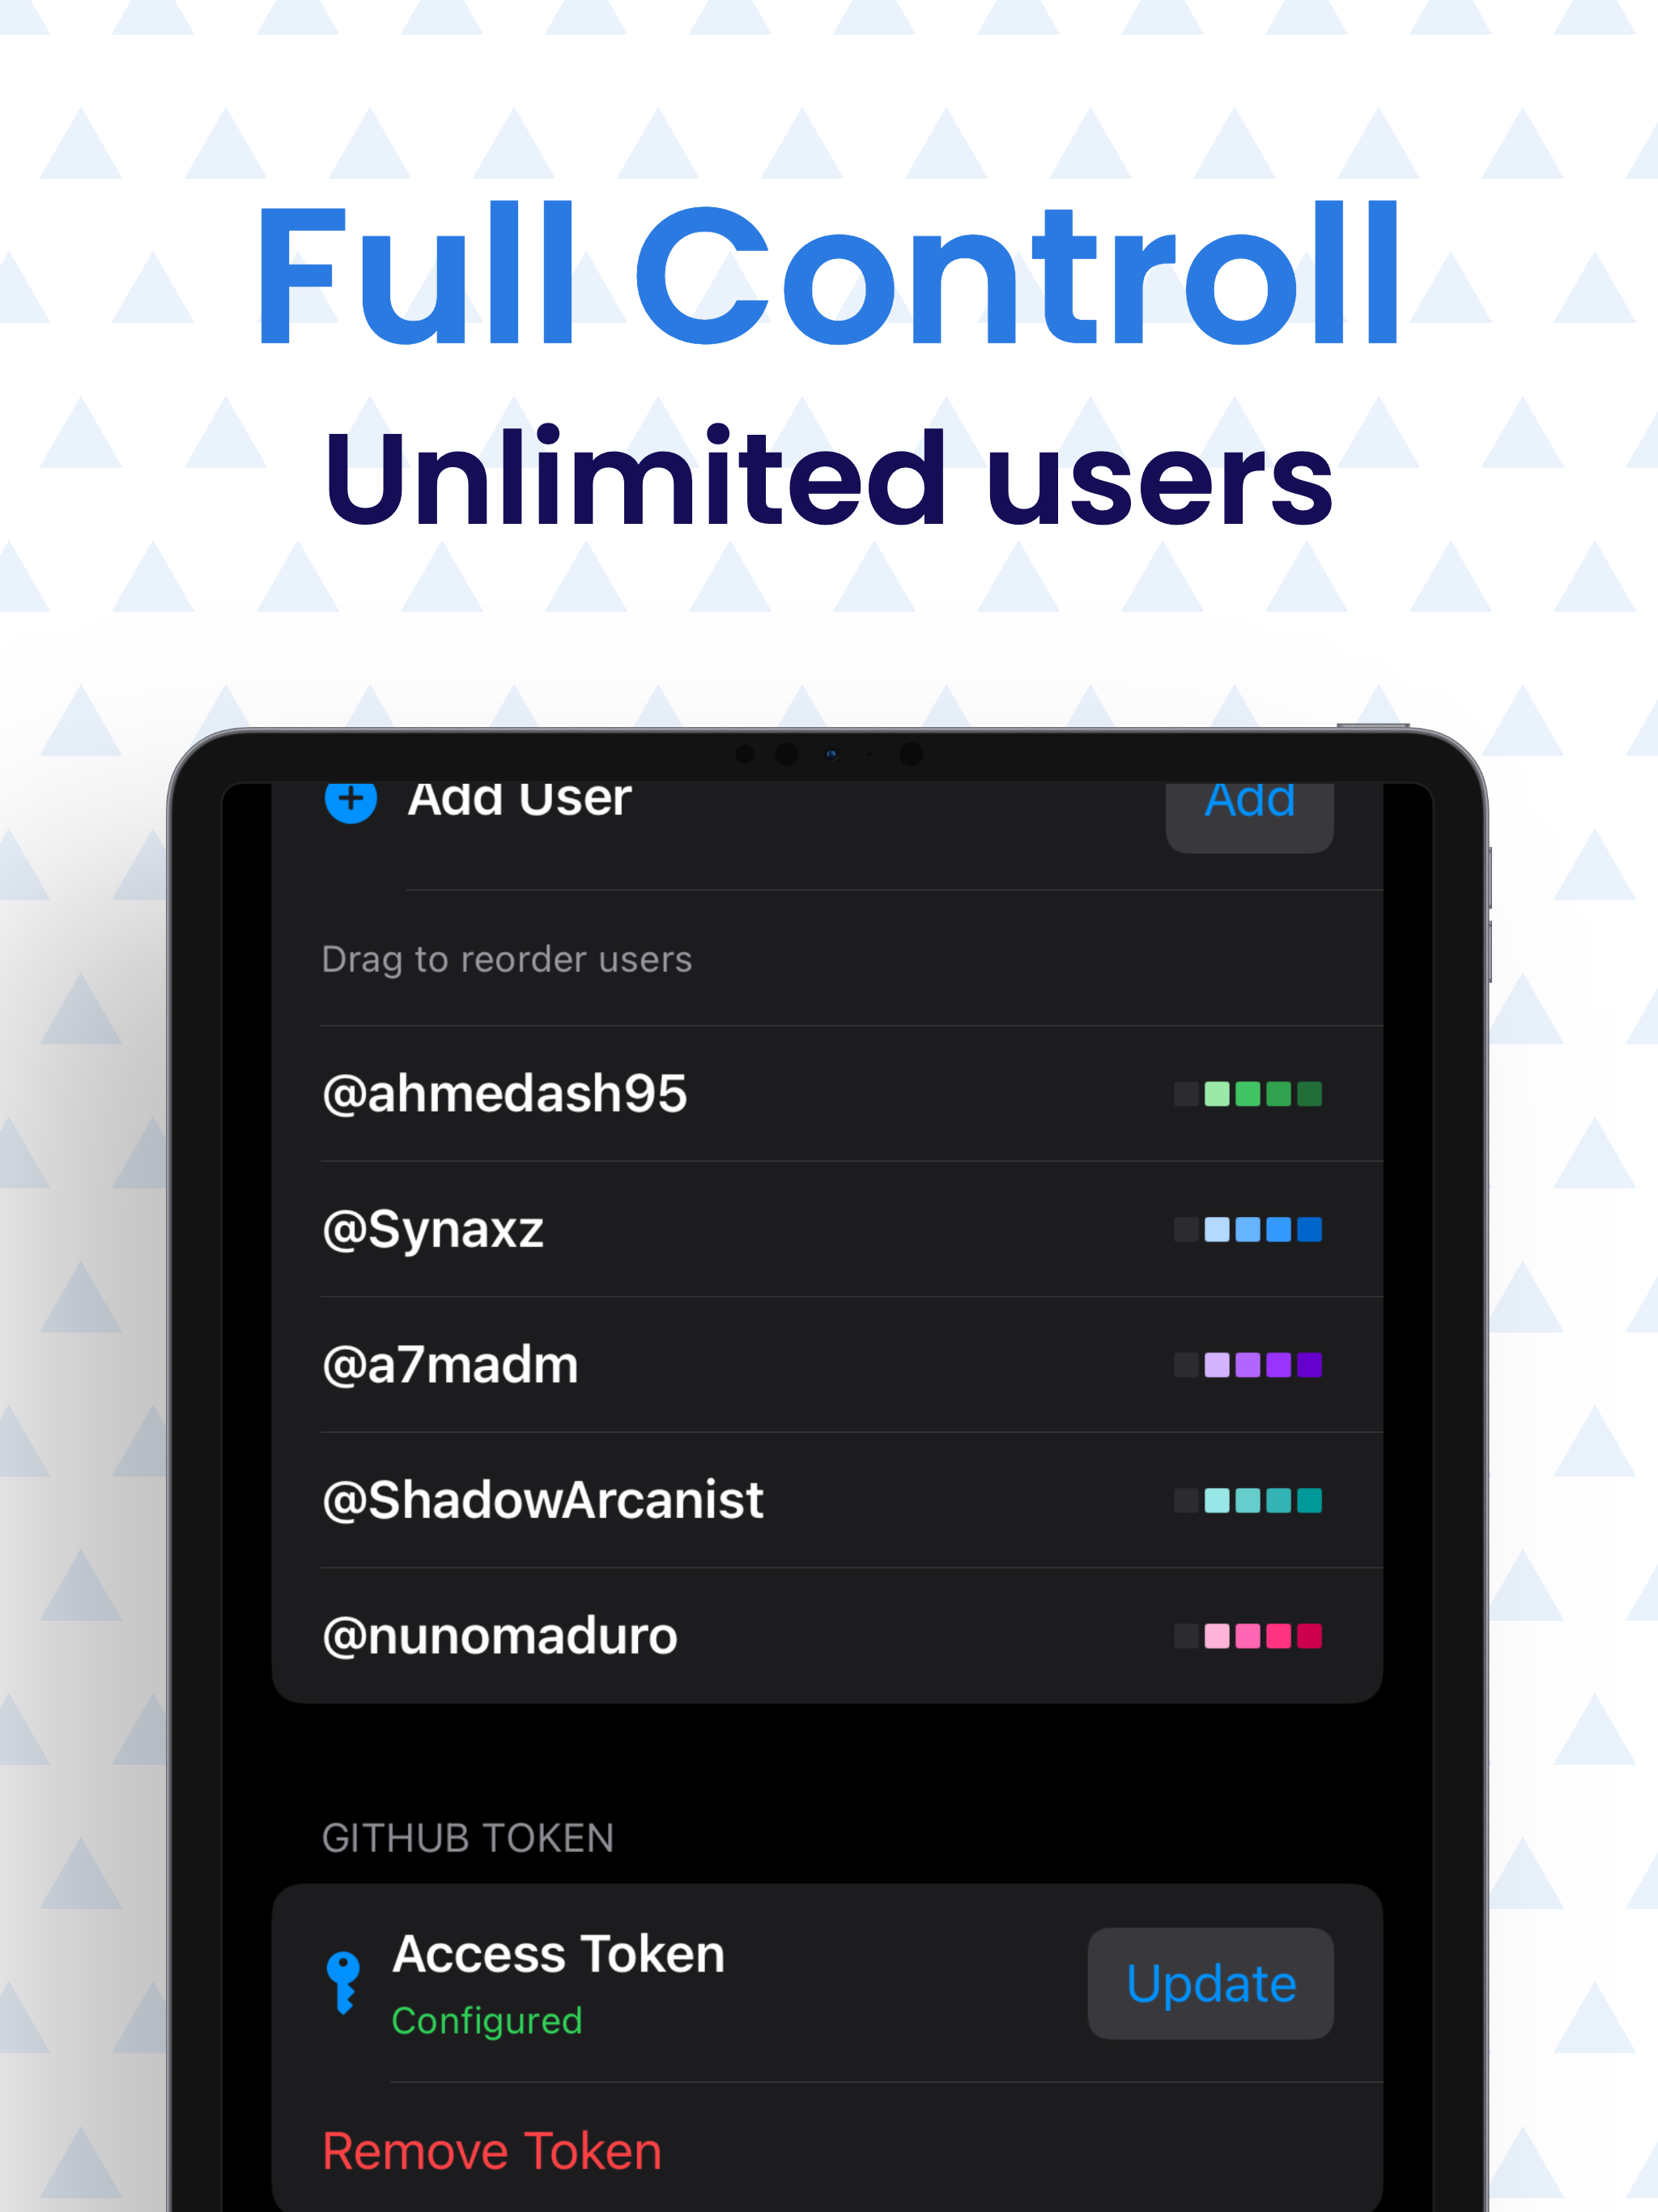 Full Controll
Unlimited users
Add User
Add
Drag to reorder users
@ahmedash95
@Synaxz
@a7madm
@ShadowArcanist
@nunomaduro
GITHUB TOKEN
Access Token
Configured
Update
Remove Token